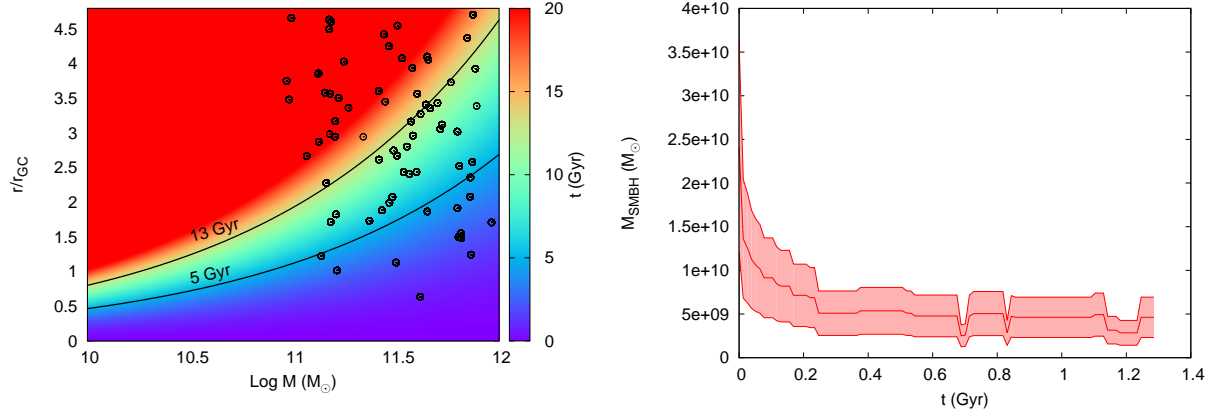 4.5
4
3.5
3
2.5
2
1.5
1
0.5
0
r/r_GC
10
10.5
11
11.5
12
Log M (M_☉)
13 Gyr
5 Gyr
20
15
10
5
0
t (Gyr)
4e+10
3.5e+10
3e+10
2.5e+10
2e+10
1.5e+10
1e+10
5e+09
0
M_SMBH (M_☉)
0
0.2
0.4
0.6
0.8
1
1.2
1.4
t (Gyr)